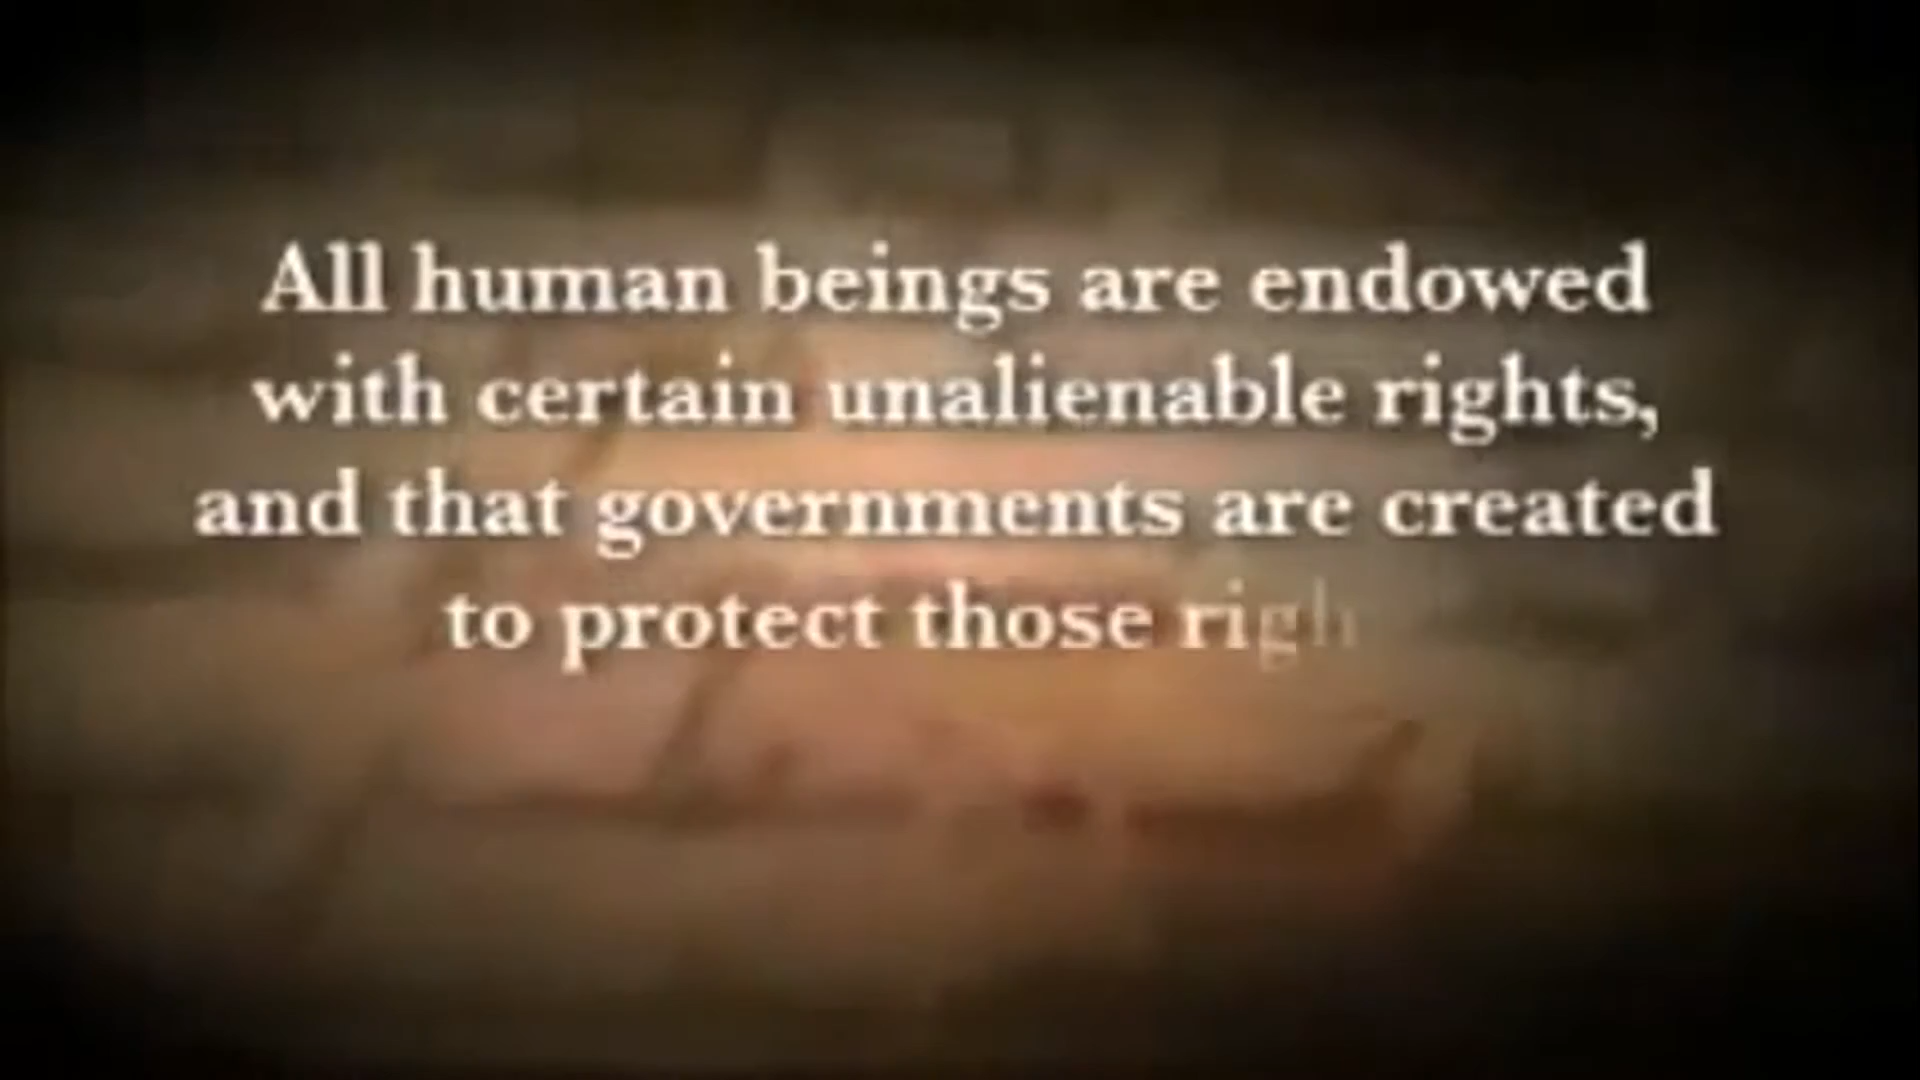 All human beings are endowed
with certain unalienable rights,
and that governments are created
to protect those righ